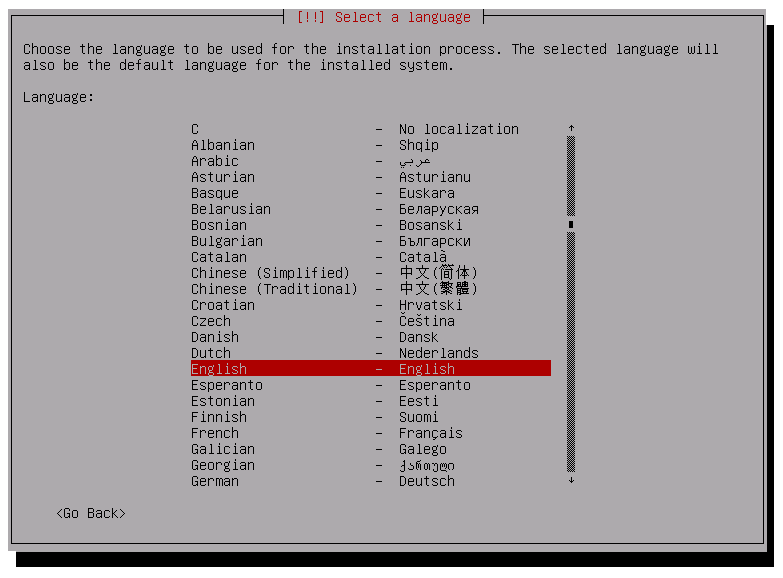 [!!] Select a language
Choose the language to be used for the installation process. The selected language will
also be the default language for the installed system.
Language:
C - No localization
Albanian - Shqip
Arabic - عربي
Asturian - Asturianu
Basque - Euskara
Belarusian - Беларуская
Bosnian - Bosanski
Bulgarian - Български
Catalan - Català
Chinese (Simplified) - 中文(简体)
Chinese (Traditional) - 中文(繁體)
Croatian - Hrvatski
Czech - Čeština
Danish - Dansk
Dutch - Nederlands
English - English
Esperanto - Esperanto
Estonian - Eesti
Finnish - Suomi
French - Français
Galician - Galego
Georgian - ქართული
German - Deutsch
<Go Back>